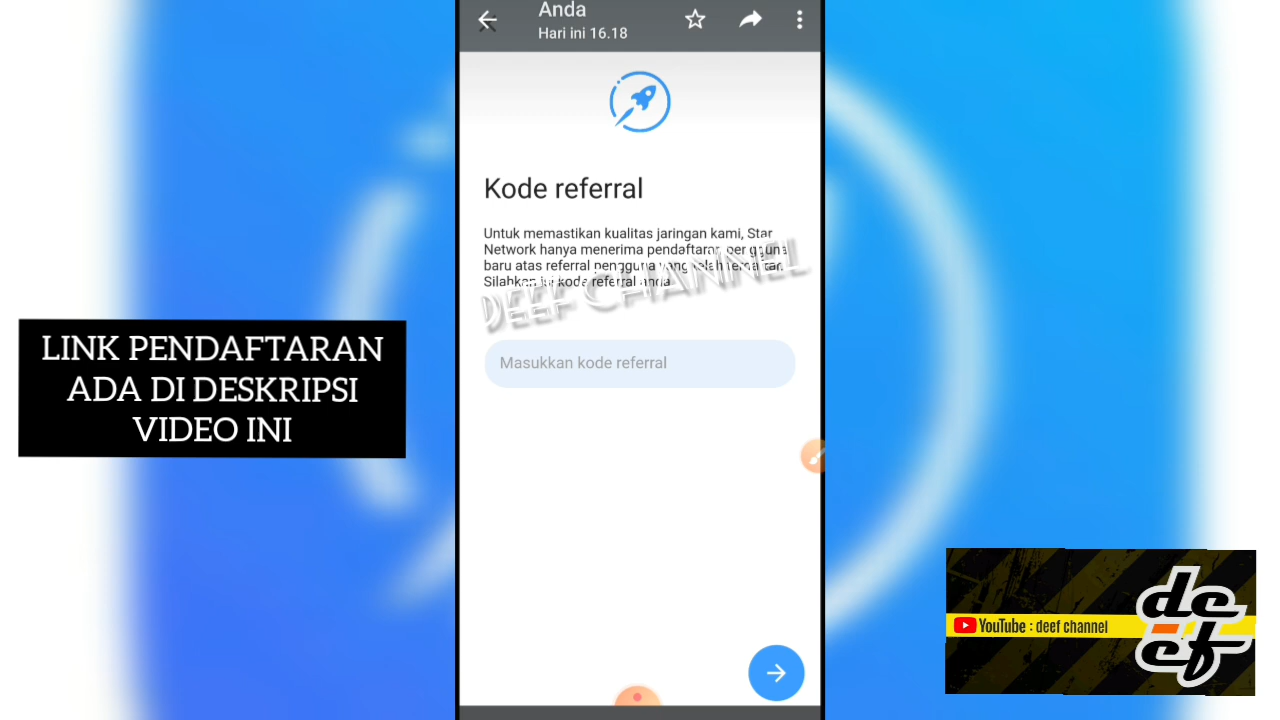 Anda
Hari ini 16.18
Kode referral
Untuk memastikan kualitas jaringan kami, Star
Network hanya menerima pendaftaran pengguna
baru atas referral pengguna yang telah terdaftar.
Silahkan isi kode referral anda.
DEEF CHANNEL
Masukkan kode referral
LINK PENDAFTARAN
ADA DI DESKRIPSI
VIDEO INI
YouTube : deef channel
de
ef